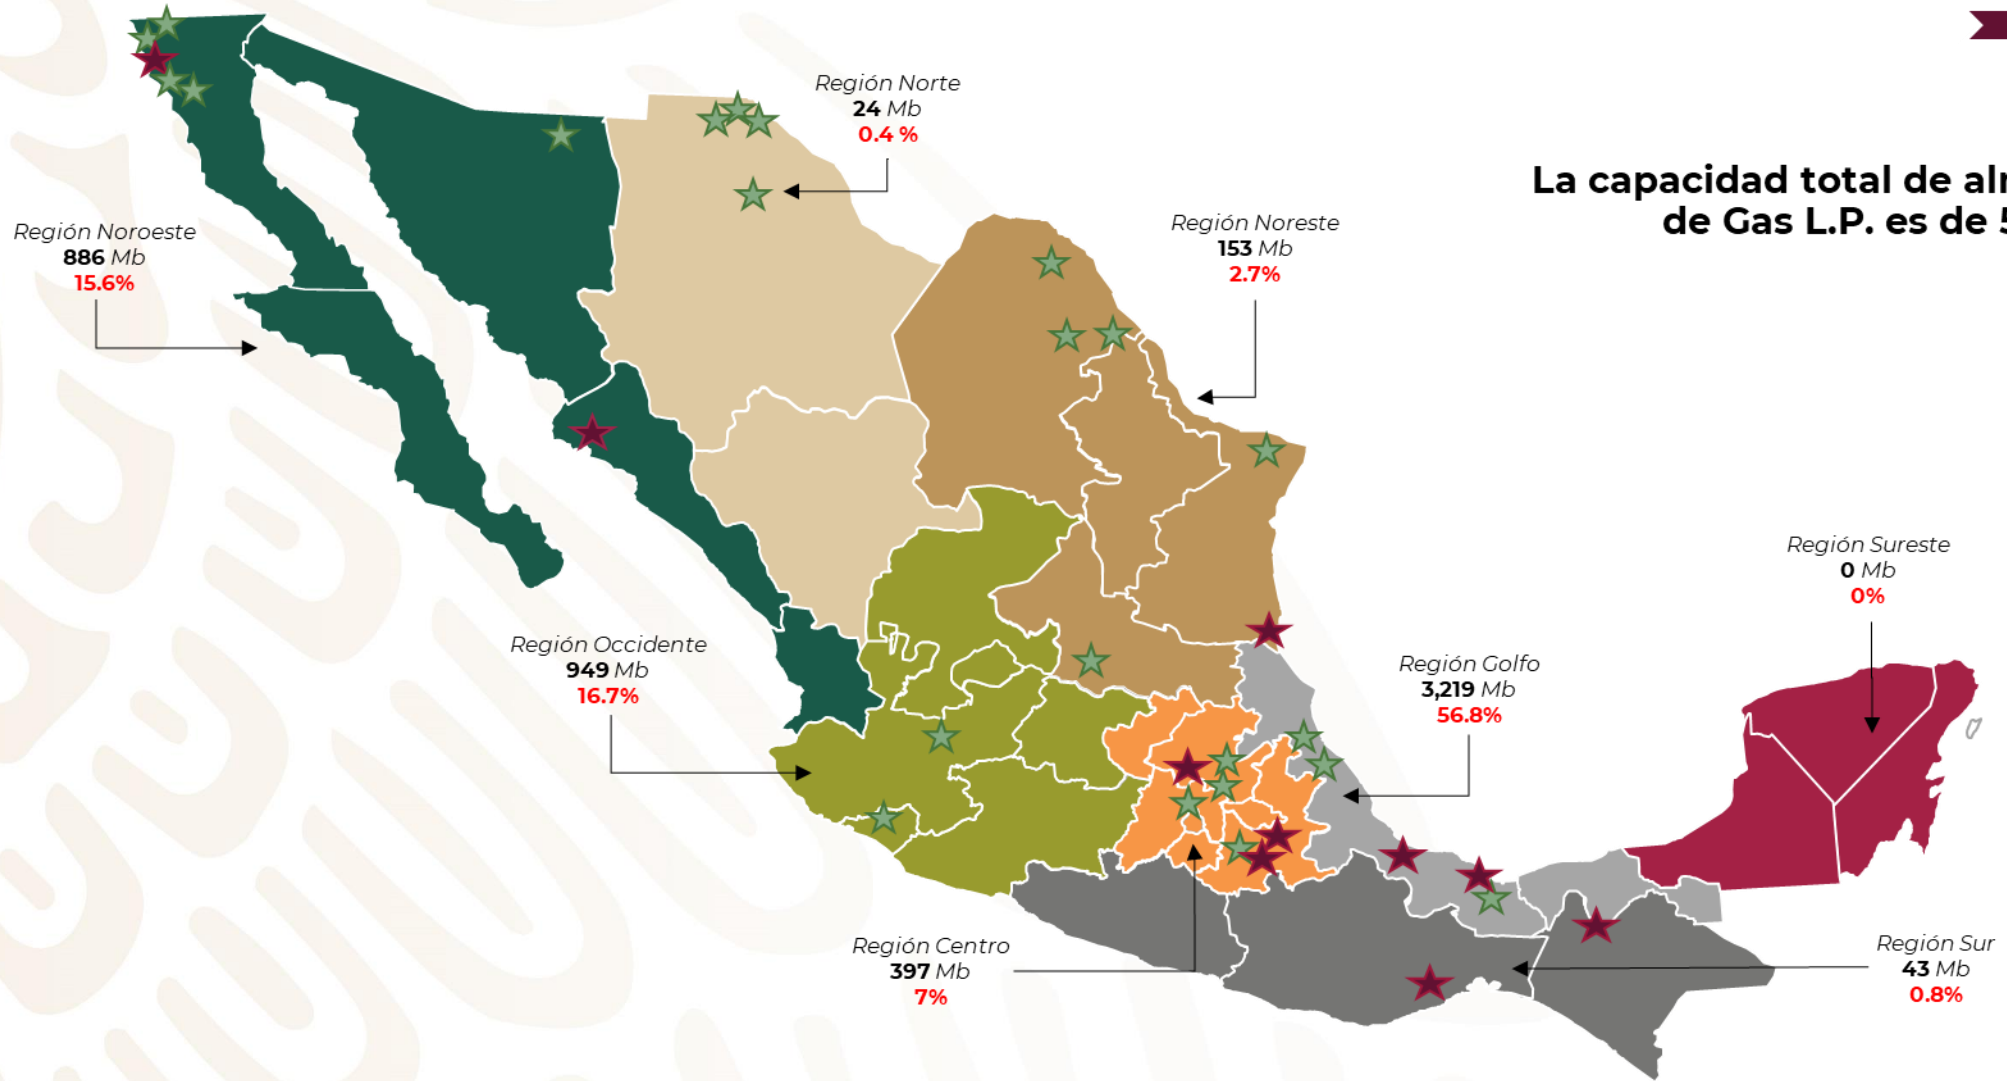 Región Norte
24 Mb
0.4 %
La capacidad total de
de Gas L.P. es de
Región Noroeste
886 Mb
15.6%
Región Noreste
153 Mb
2.7%
Región Sureste
0 Mb
0%
Región Occidente
949 Mb
16.7%
Región Golfo
3,219 Mb
56.8%
Región Centro
397 Mb
7%
Región Sur
43 Mb
0.8%